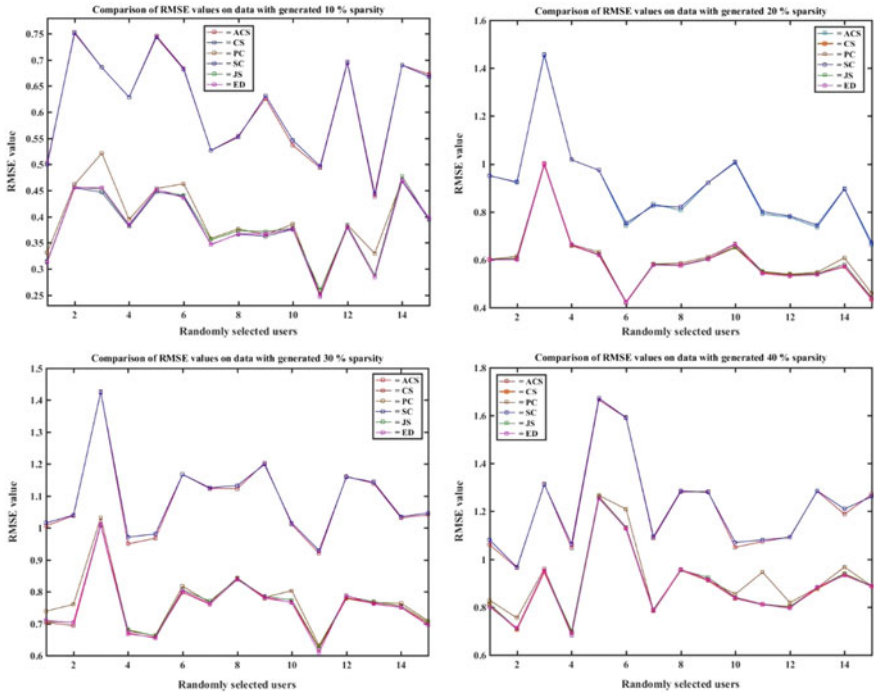 Comparison of RMSE values on data with generated 10 % sparsity
0.75
0.7
0.65
0.6
0.55
0.5
0.45
0.4
0.35
0.3
0.25
RMSE value
= ACS
= CS
= PC
= SC
= JS
= ED
2 4 6 8 10 12 14
Randomly selected users
Comparison of RMSE values on data with generated 20 % sparsity
1.6
1.4
1.2
1
0.8
0.6
0.4
RMSE value
= ACS
= CS
= PC
= SC
= JS
= ED
2 4 6 8 10 12 14
Randomly selected users
Comparison of RMSE values on data with generated 30 % sparsity
1.5
1.4
1.3
1.2
1.1
1
0.9
0.8
0.7
0.6
RMSE value
= ACS
= CS
= PC
= SC
= JS
= ED
2 4 6 8 10 12 14
Randomly selected users
Comparison of RMSE values on data with generated 40 % sparsity
1.8
1.6
1.4
1.2
1
0.8
0.6
RMSE value
= ACS
= CS
= PC
= SC
= JS
= ED
2 4 6 8 10 12 14
Randomly selected users